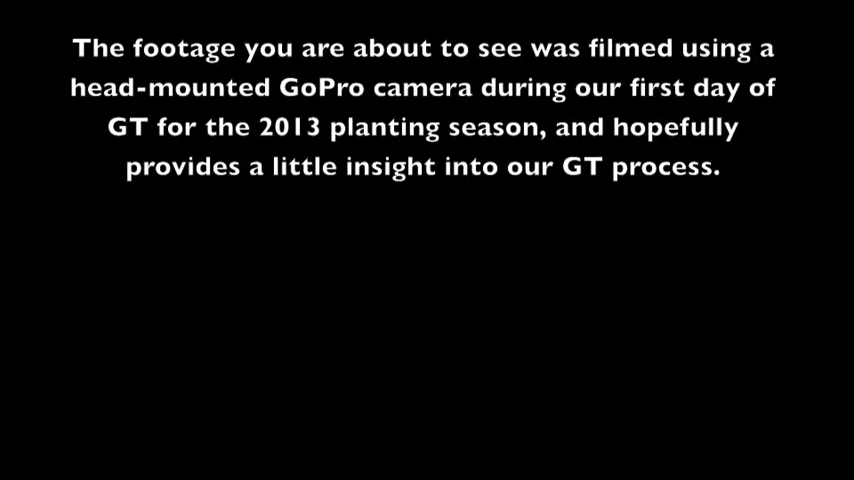 The footage you are about to see was filmed using a
head-mounted GoPro camera during our first day of
GT for the 2013 planting season, and hopefully
provides a little insight into our GT process.